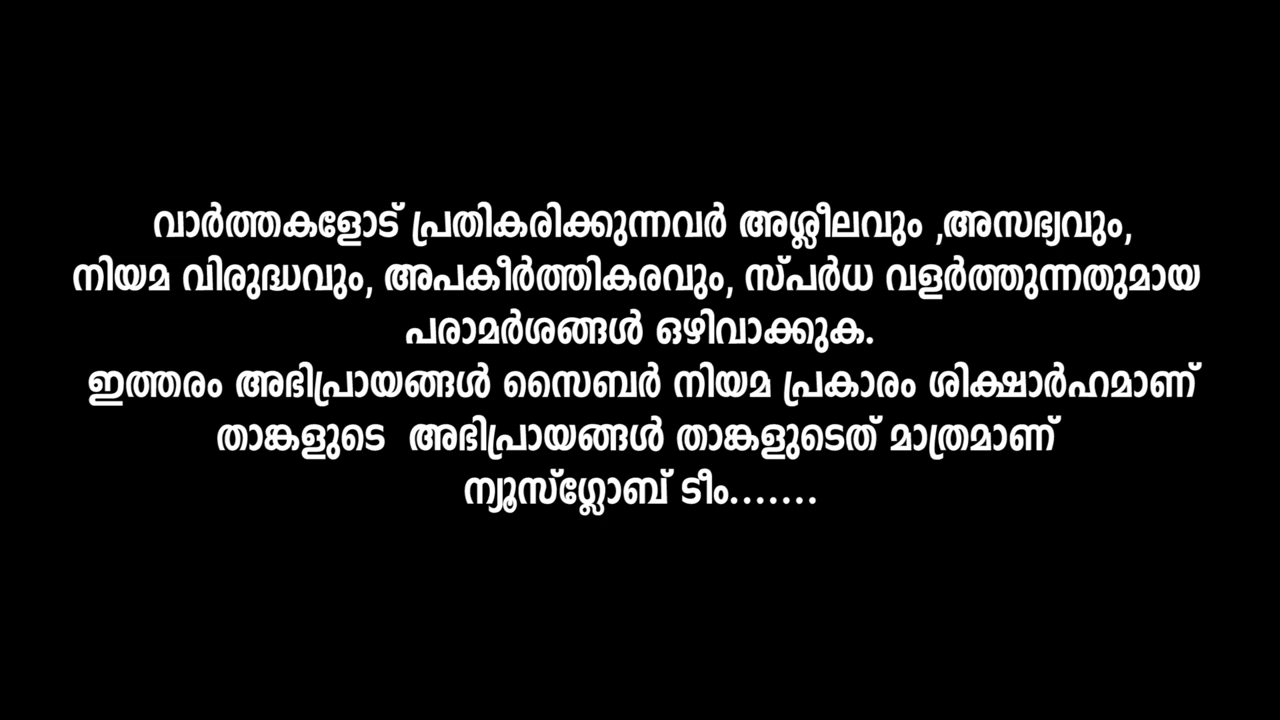 വാർത്തകളോട് പ്രതികരിക്കുന്നവർ അശ്ലീലവും ,അസഭ്യവും,
നിയമ വിരുദ്ധവും, അപകീർത്തികരവും, സ്പർധ വളർത്തുന്നതുമായ
പരാമർശങ്ങൾ ഒഴിവാക്കുക.
ഇത്തരം അഭിപ്രായങ്ങൾ സൈബർ നിയമ പ്രകാരം ശിക്ഷാർഹമാണ്
താങ്കളുടെ  അഭിപ്രായങ്ങൾ താങ്കളുടെത് മാത്രമാണ്
ന്യൂസ്ഗ്ലോബ് ടീം.......